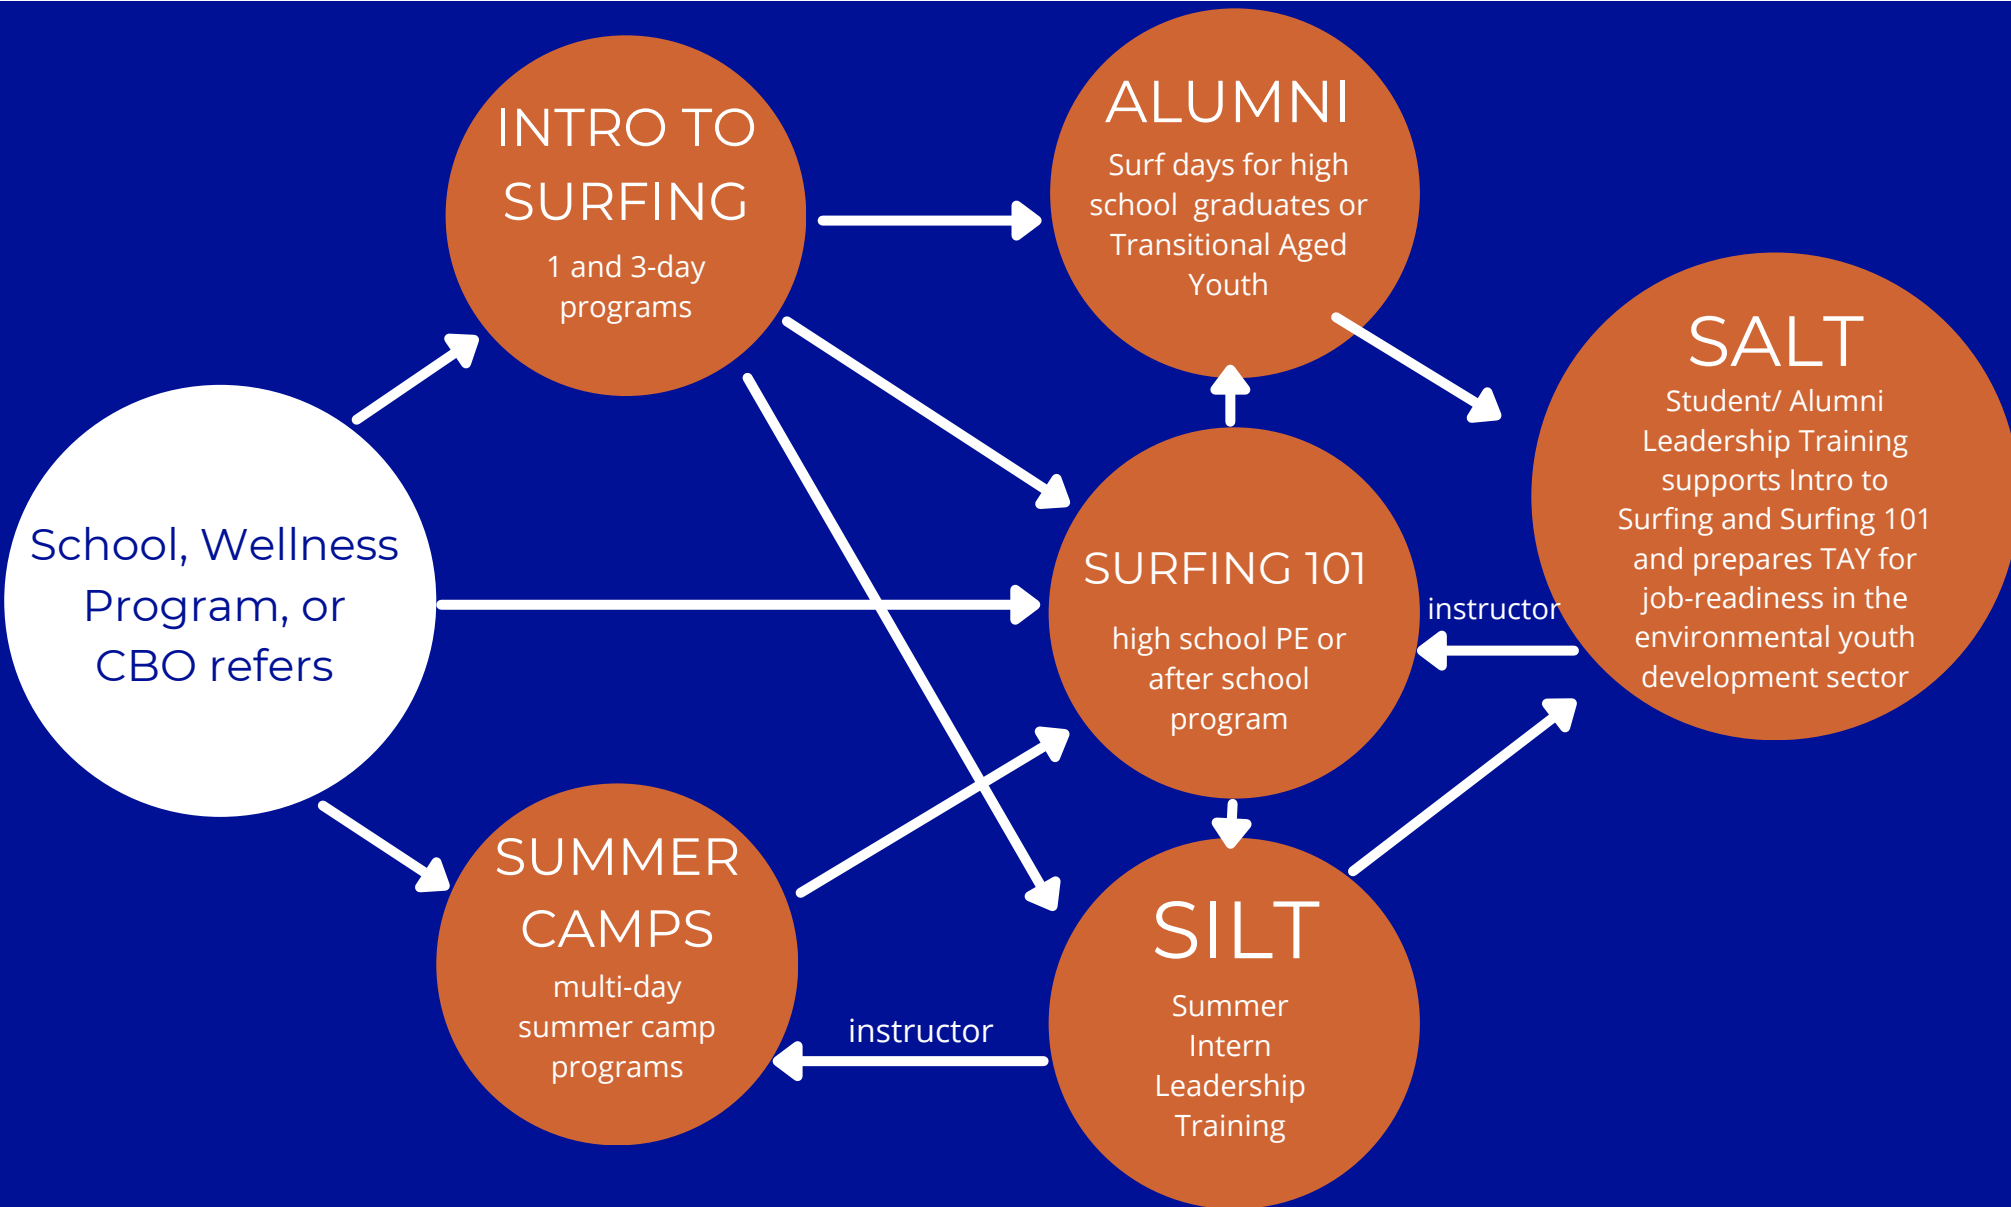 INTRO TO
SURFING
1 and 3-day
programs
ALUMNI
Surf days for high
school  graduates or
Transitional Aged
Youth
SALT
Student/ Alumni
Leadership Training
supports Intro to
Surfing and Surfing 101
and prepares TAY for
job-readiness in the
environmental youth
development sector
School, Wellness
Program, or
CBO refers
SURFING 101
high school PE or
after school
program
instructor
SUMMER
CAMPS
multi-day
summer camp
programs
instructor
SILT
Summer
Intern
Leadership
Training